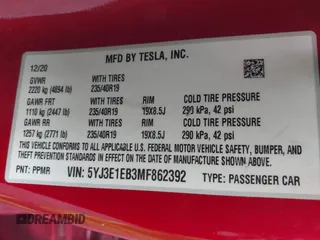 MFD BY TESLA, INC.
12/20
GVWR WITH TIRES
2220 kg (4894 lb) 235/40R19
GAWR FRT WITH TIRES RIM COLD TIRE PRESSURE
1110 kg (2447 lb) 235/40R19 19X8.5J 290 kPa, 42 psi
GAWR RR WITH TIRES RIM COLD TIRE PRESSURE
1257 kg (2771 lb) 235/40R19 19X8.5J 290 kPa, 42 psi
THIS VEHICLE CONFORMS TO ALL APPLICABLE U.S. FEDERAL MOTOR VEHICLE SAFETY, BUMPER, AND
THEFT PREVENTION STANDARDS IN EFFECT ON THE DATE OF MANUFACTURE SHOWN ABOVE.
PNT: PPMR VIN: 5YJ3E1EB3MF862392 TYPE: PASSENGER CAR
AUTOBIDMASTER
FREEDOMBID